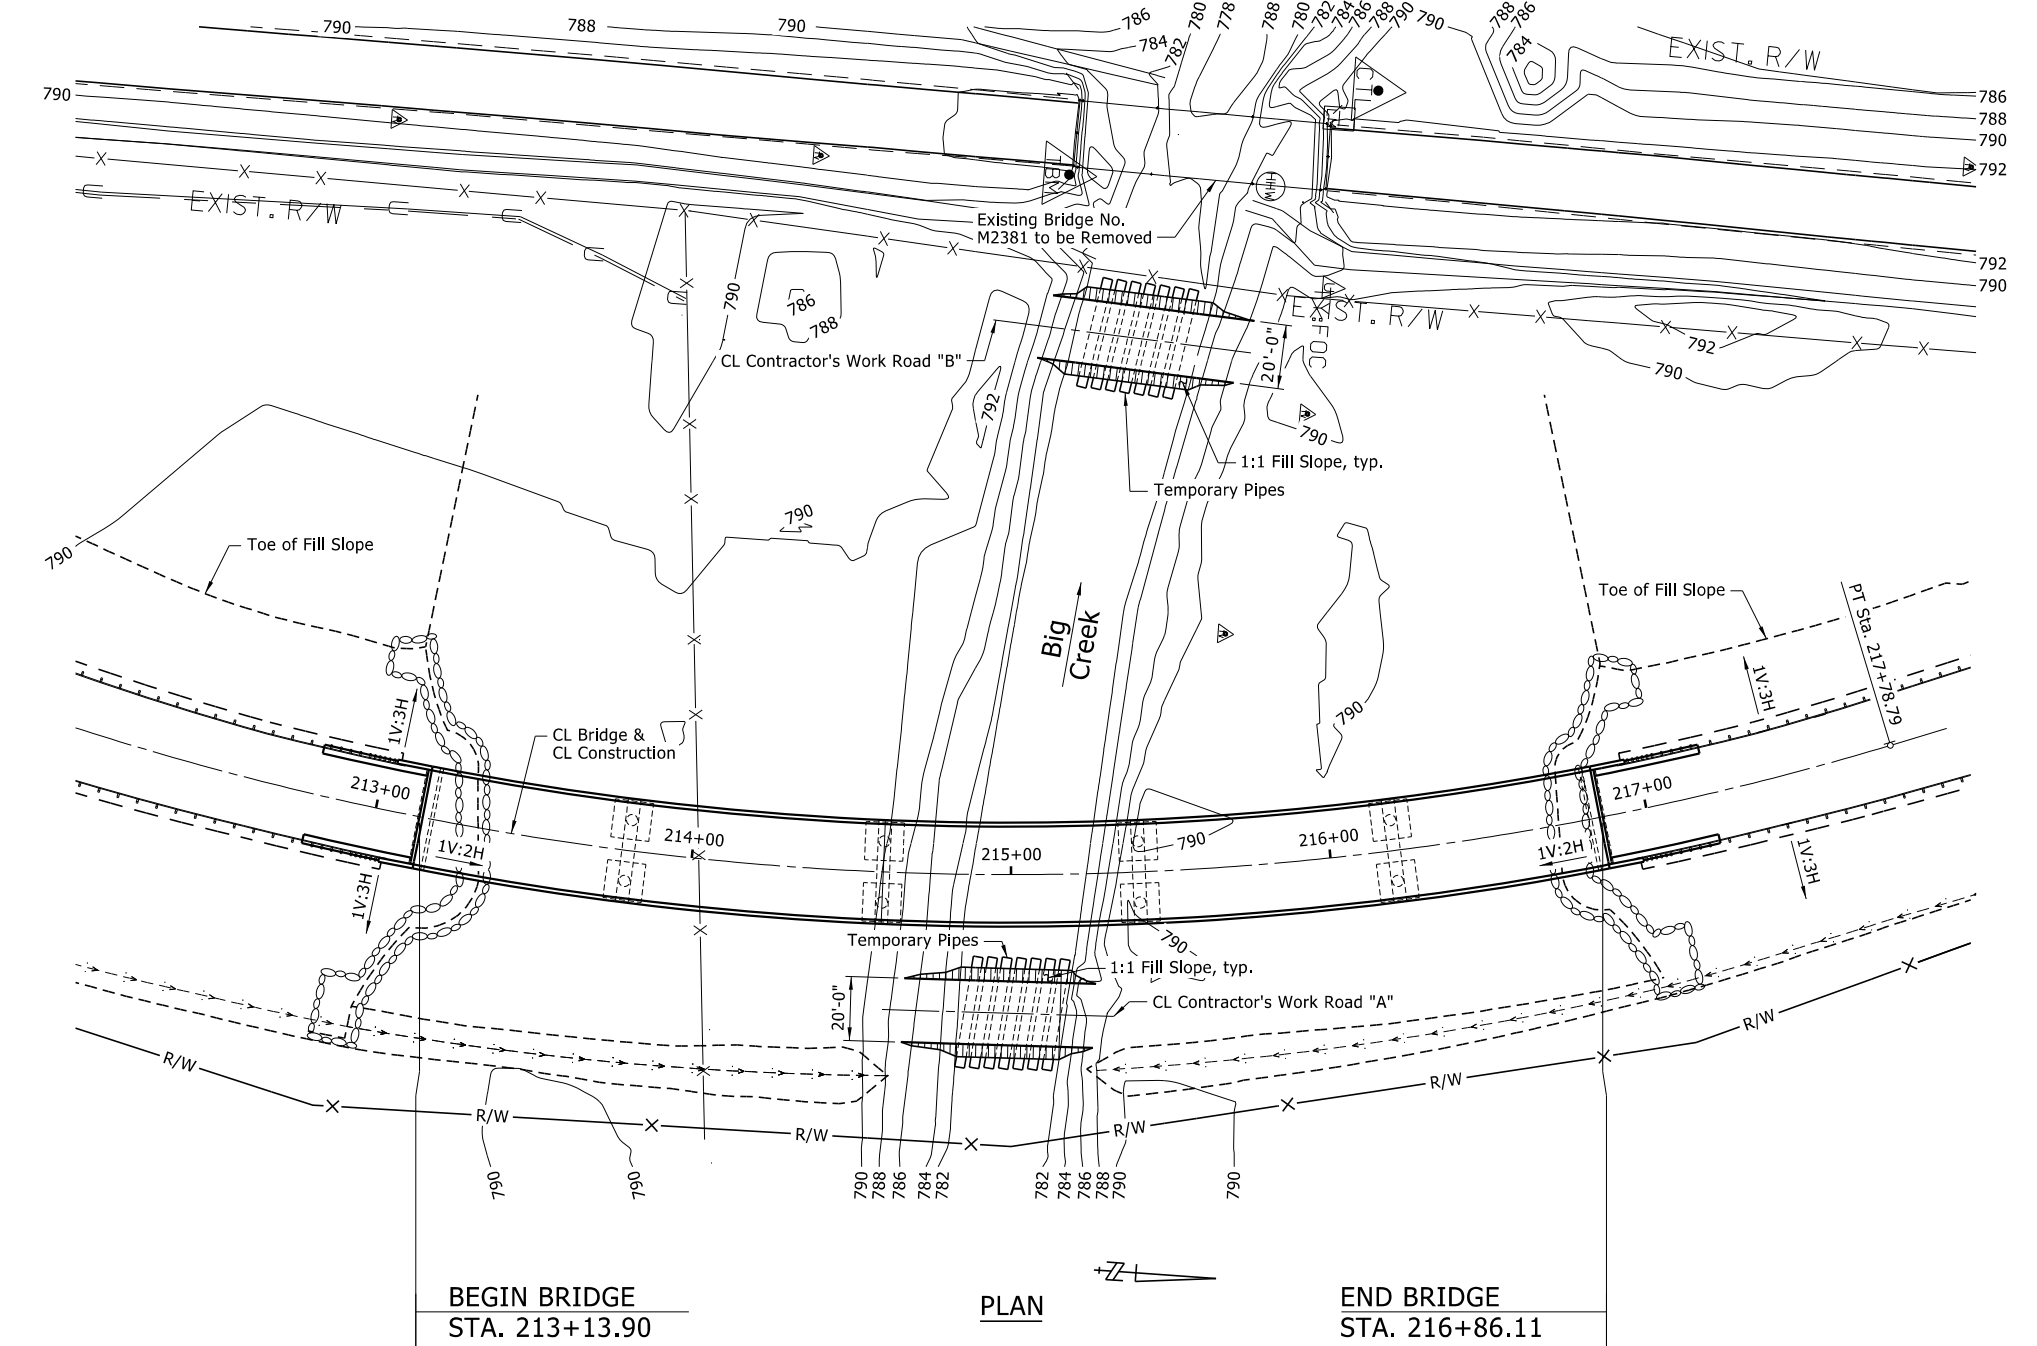 790
788
790
786
784
782
780
778
788
780
782
784
786
788
790
790
788
786
784
EXIST. R/W
790
786
788
790
792
EXIST. R/W
CTL
TBM
HHW
Existing Bridge No.
M2381 to be Removed
792
790
790
786
788
EXIST. R/W
FOC
20'-0"
CL Contractor's Work Road "B"
792
790
792
790
1:1 Fill Slope, typ.
Temporary Pipes
790
790
Toe of Fill Slope
Toe of Fill Slope
PT Sta. 217+78.79
Big
Creek
1V:3H
1V:3H
790
CL Bridge &
CL Construction
213+00
214+00
215+00
216+00
217+00
790
1V:2H
1V:2H
1V:3H
1V:3H
790
Temporary Pipes
1:1 Fill Slope, typ.
20'-0"
CL Contractor's Work Road "A"
R/W
R/W
R/W
R/W
R/W
R/W
790
790
790
788
786
784
782
782
784
786
788
790
790
BEGIN BRIDGE
STA. 213+13.90
PLAN
END BRIDGE
STA. 216+86.11